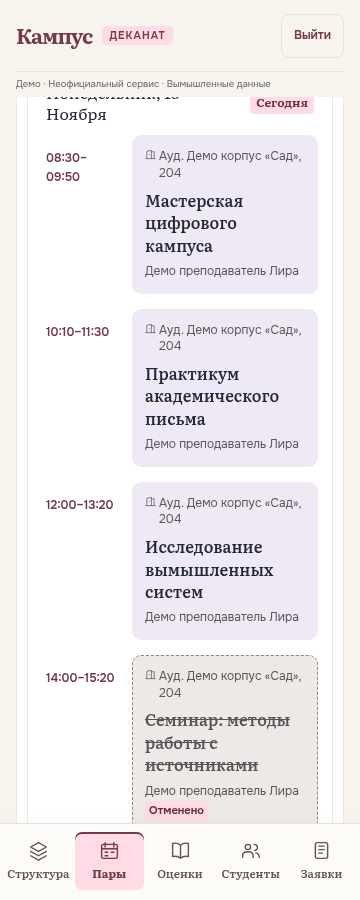 Кампус
ДЕКАНАТ
Выйти
Демо · Неофициальный сервис · Вымышленные данные
Ноября
Сегодня
08:30–
09:50
Ауд. Демо корпус «Сад»,
204
Мастерская
цифрового
кампуса
Демо преподаватель Лира
10:10–11:30
Ауд. Демо корпус «Сад»,
204
Практикум
академического
письма
Демо преподаватель Лира
12:00–13:20
Ауд. Демо корпус «Сад»,
204
Исследование
вымышленных
систем
Демо преподаватель Лира
14:00–15:20
Ауд. Демо корпус «Сад»,
204
Семинар: методы
работы с
источниками
Демо преподаватель Лира
Отменено
Структура
Пары
Оценки
Студенты
Заявки